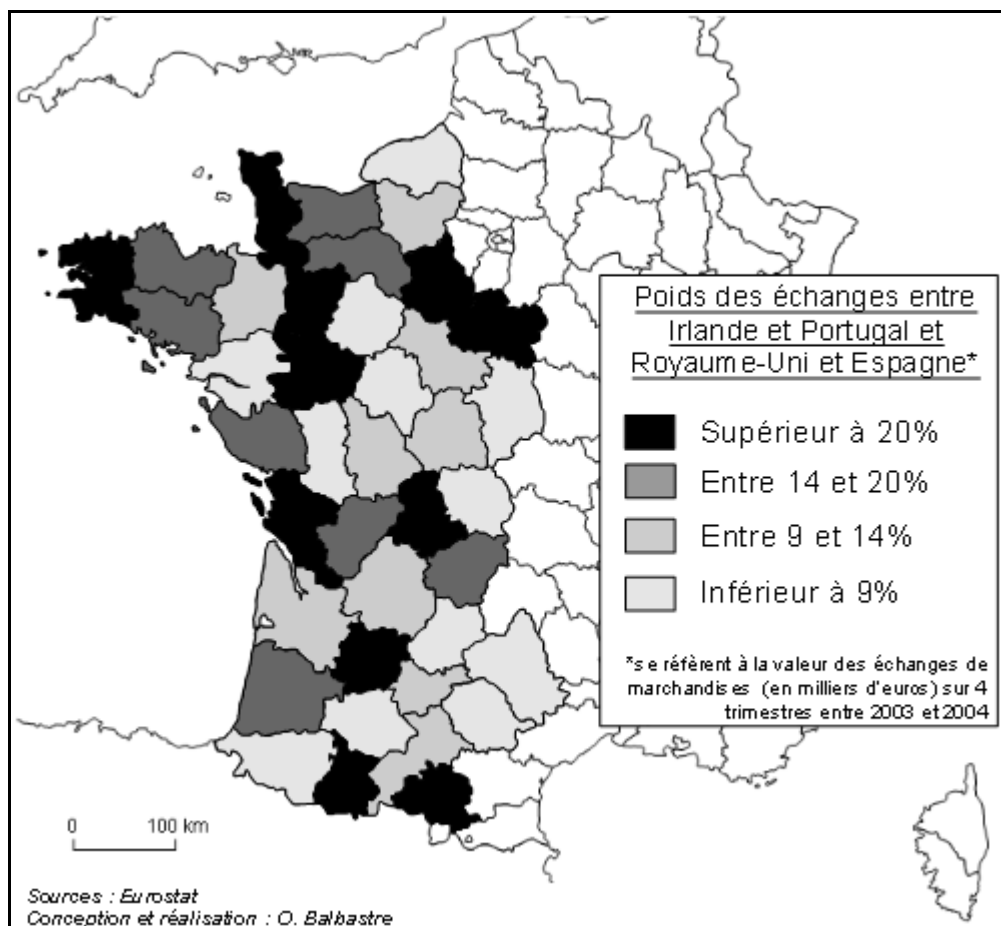 Poids des échanges entre
Irlande et Portugal et
Royaume-Uni et Espagne*
Supérieur à 20%
Entre 14 et 20%
Entre 9 et 14%
Inférieur à 9%
*se réfèrent à la valeur des échanges de
marchandises (en milliers d'euros) sur 4
trimestres entre 2003 et 2004
0 100 km
Sources : Eurostat
Conception et réalisation : O. Balbastre